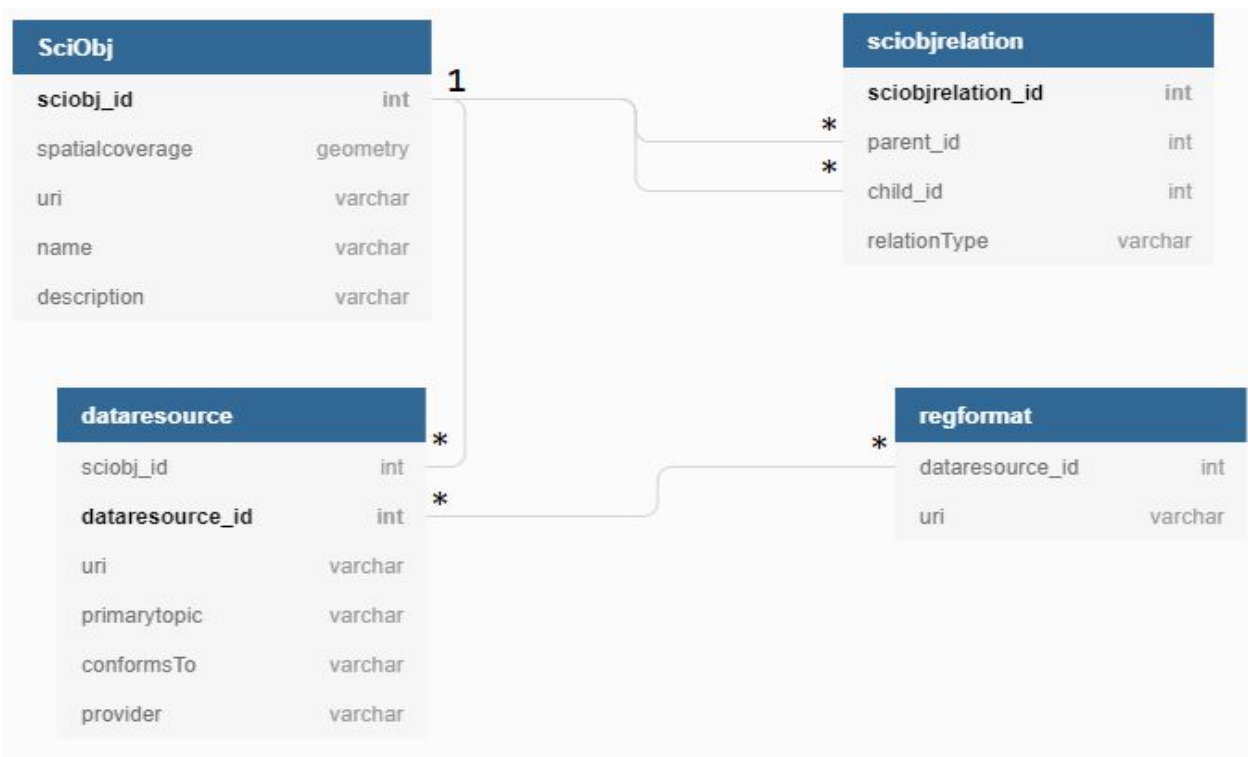 SciObj
sciobj_id int
spatialcoverage geometry
uri varchar
name varchar
description varchar
1
sciobjrelation
sciobjrelation_id int
* parent_id int
* child_id int
relationType varchar
dataresource
sciobj_id int *
dataresource_id int *
uri varchar
primarytopic varchar
conformsTo varchar
provider varchar
regformat
* dataresource_id int
uri varchar